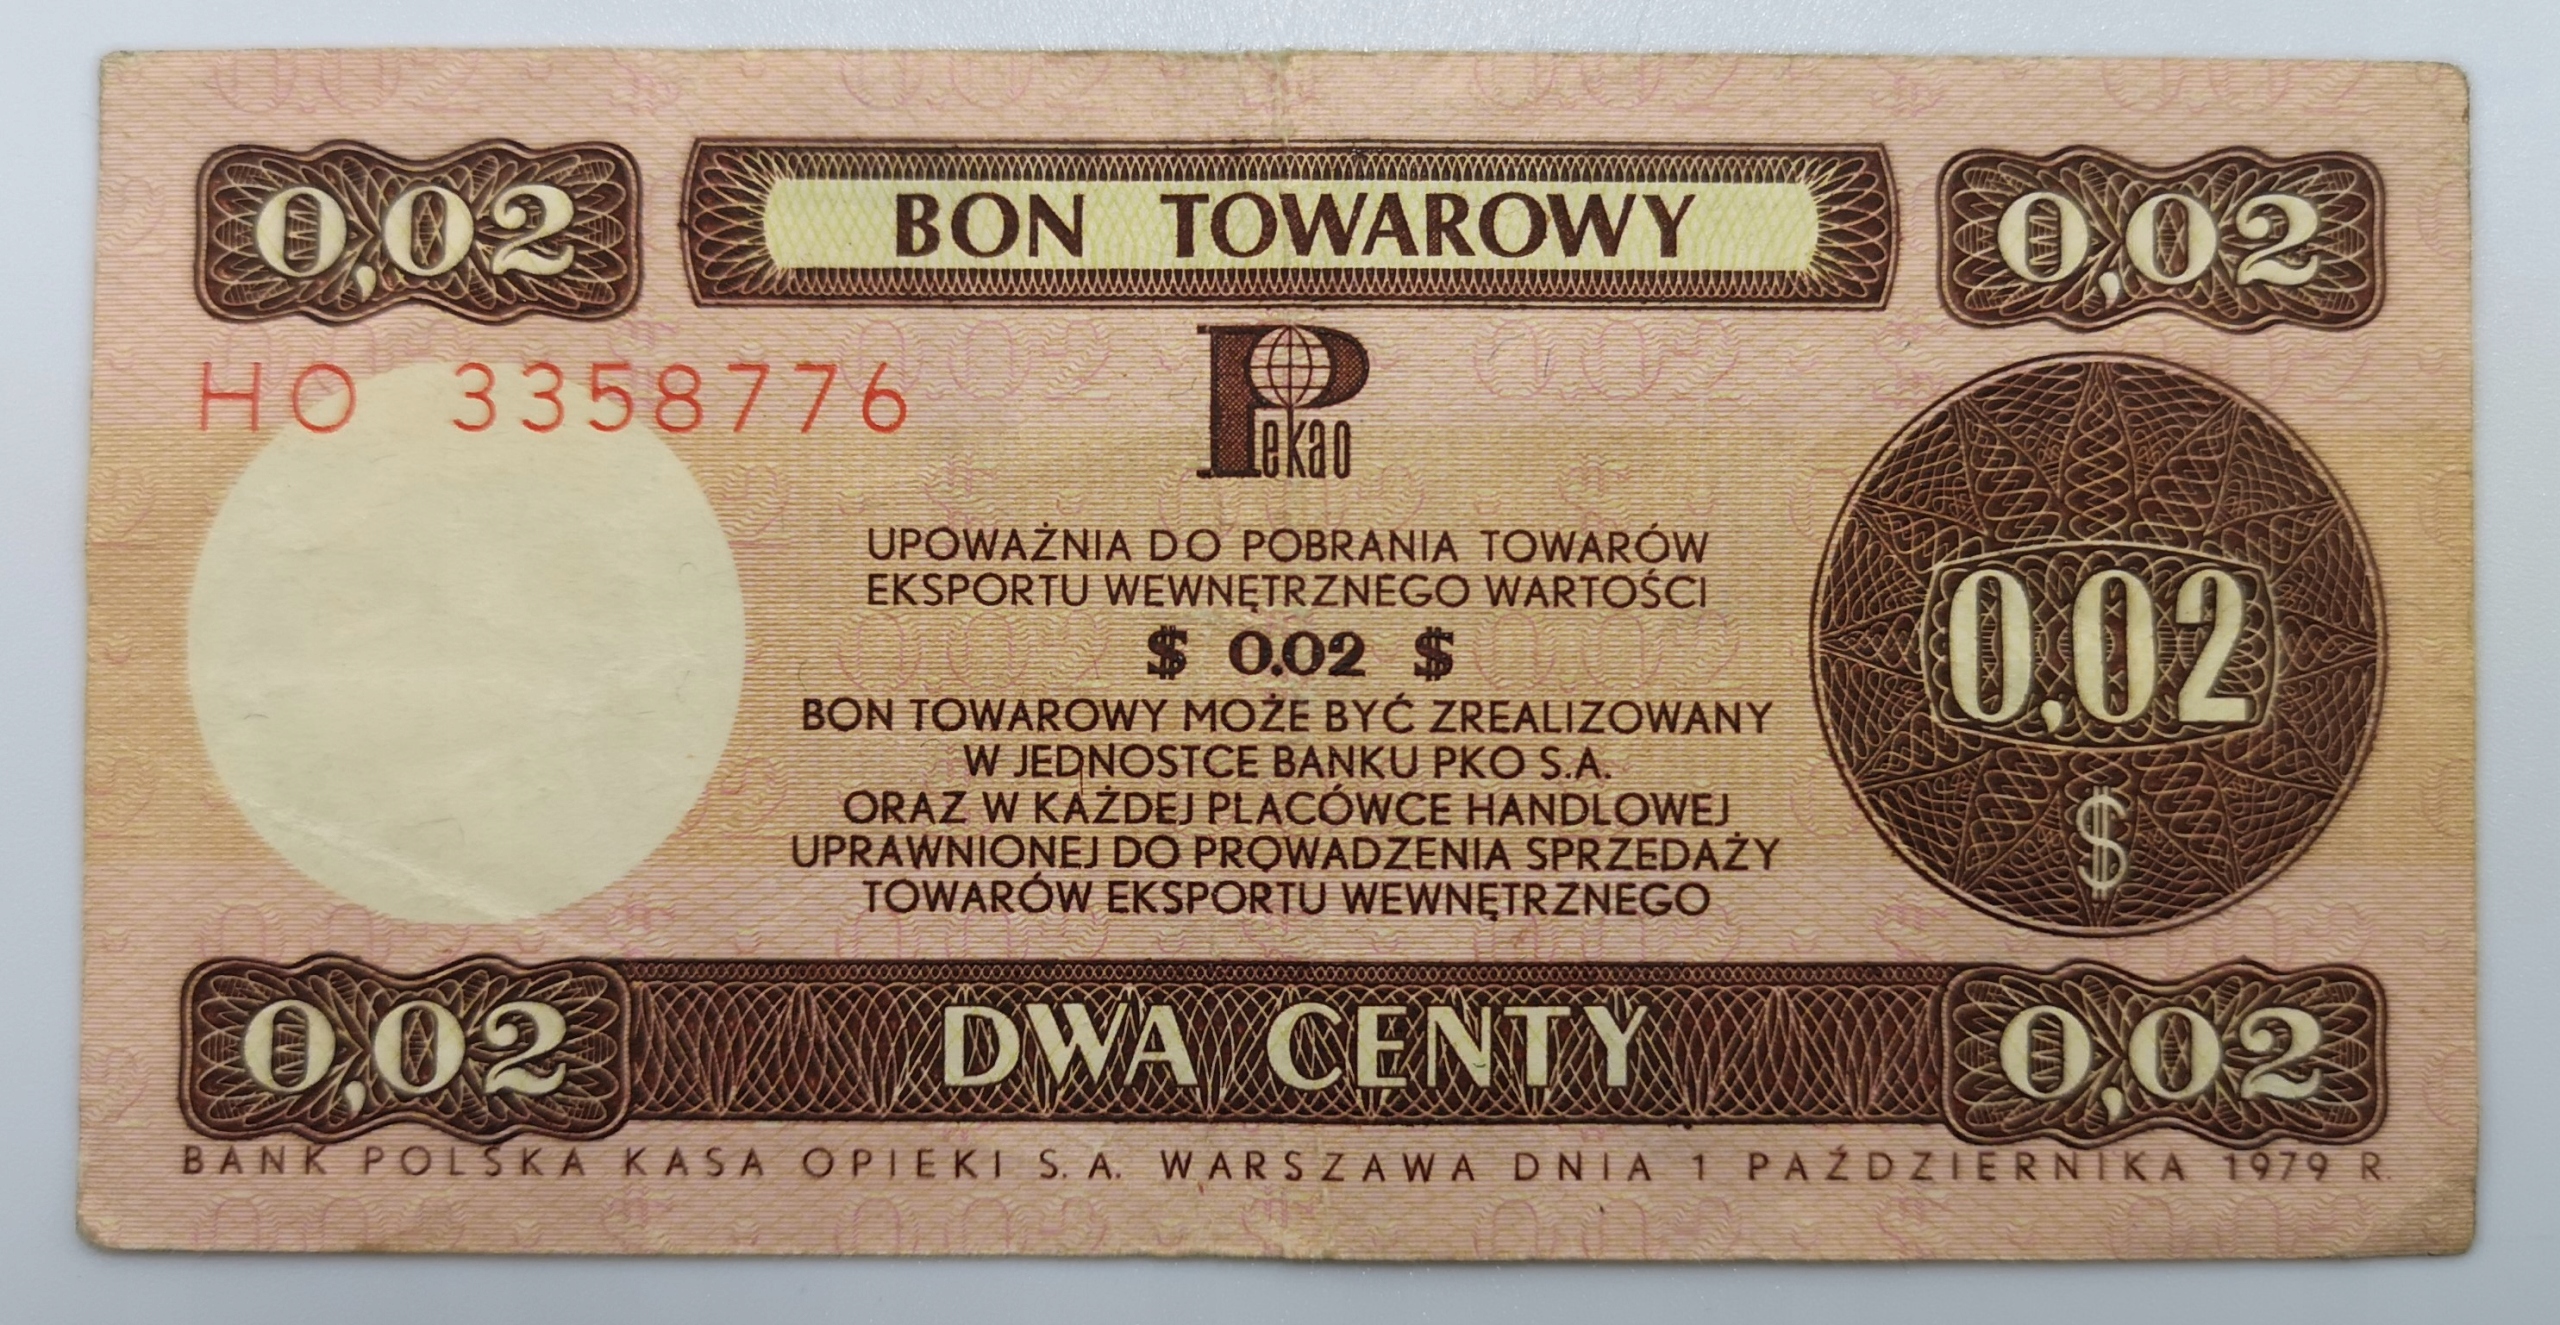 0,02 BON TOWAROWY 0,02
HO 3358776
Pekao
UPOWAŻNIA DO POBRANIA TOWARÓW
EKSPORTU WEWNĘTRZNEGO WARTOŚCI
$ 0.02 $
BON TOWAROWY MOŻE BYĆ ZREALIZOWANY
W JEDNOSTCE BANKU PKO S.A.
ORAZ W KAŻDEJ PLACÓWCE HANDLOWEJ
UPRAWNIONEJ DO PROWADZENIA SPRZEDAŻY
TOWARÓW EKSPORTU WEWNĘTRZNEGO
0,02
$
0,02 DWA CENTY 0,02
BANK POLSKA KASA OPIEKI S.A. WARSZAWA DNIA 1 PAŹDZIERNIKA 1979 R.